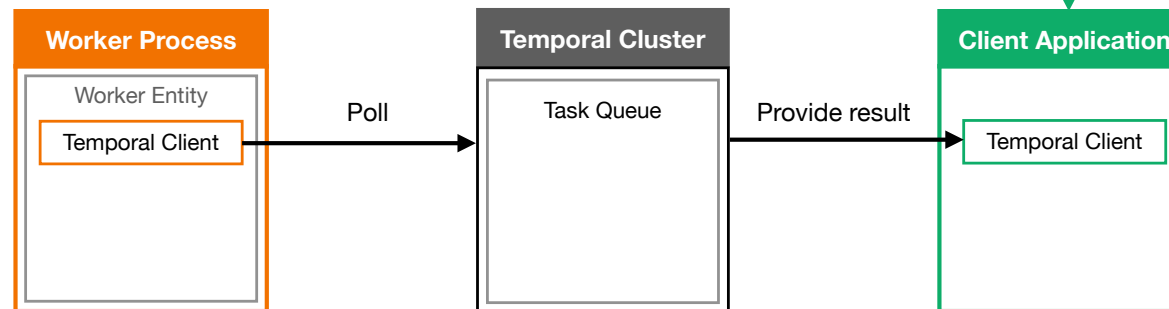 Worker Process
Temporal Cluster
Client Application
Worker Entity
Temporal Client
Poll
Task Queue
Provide result
Temporal Client